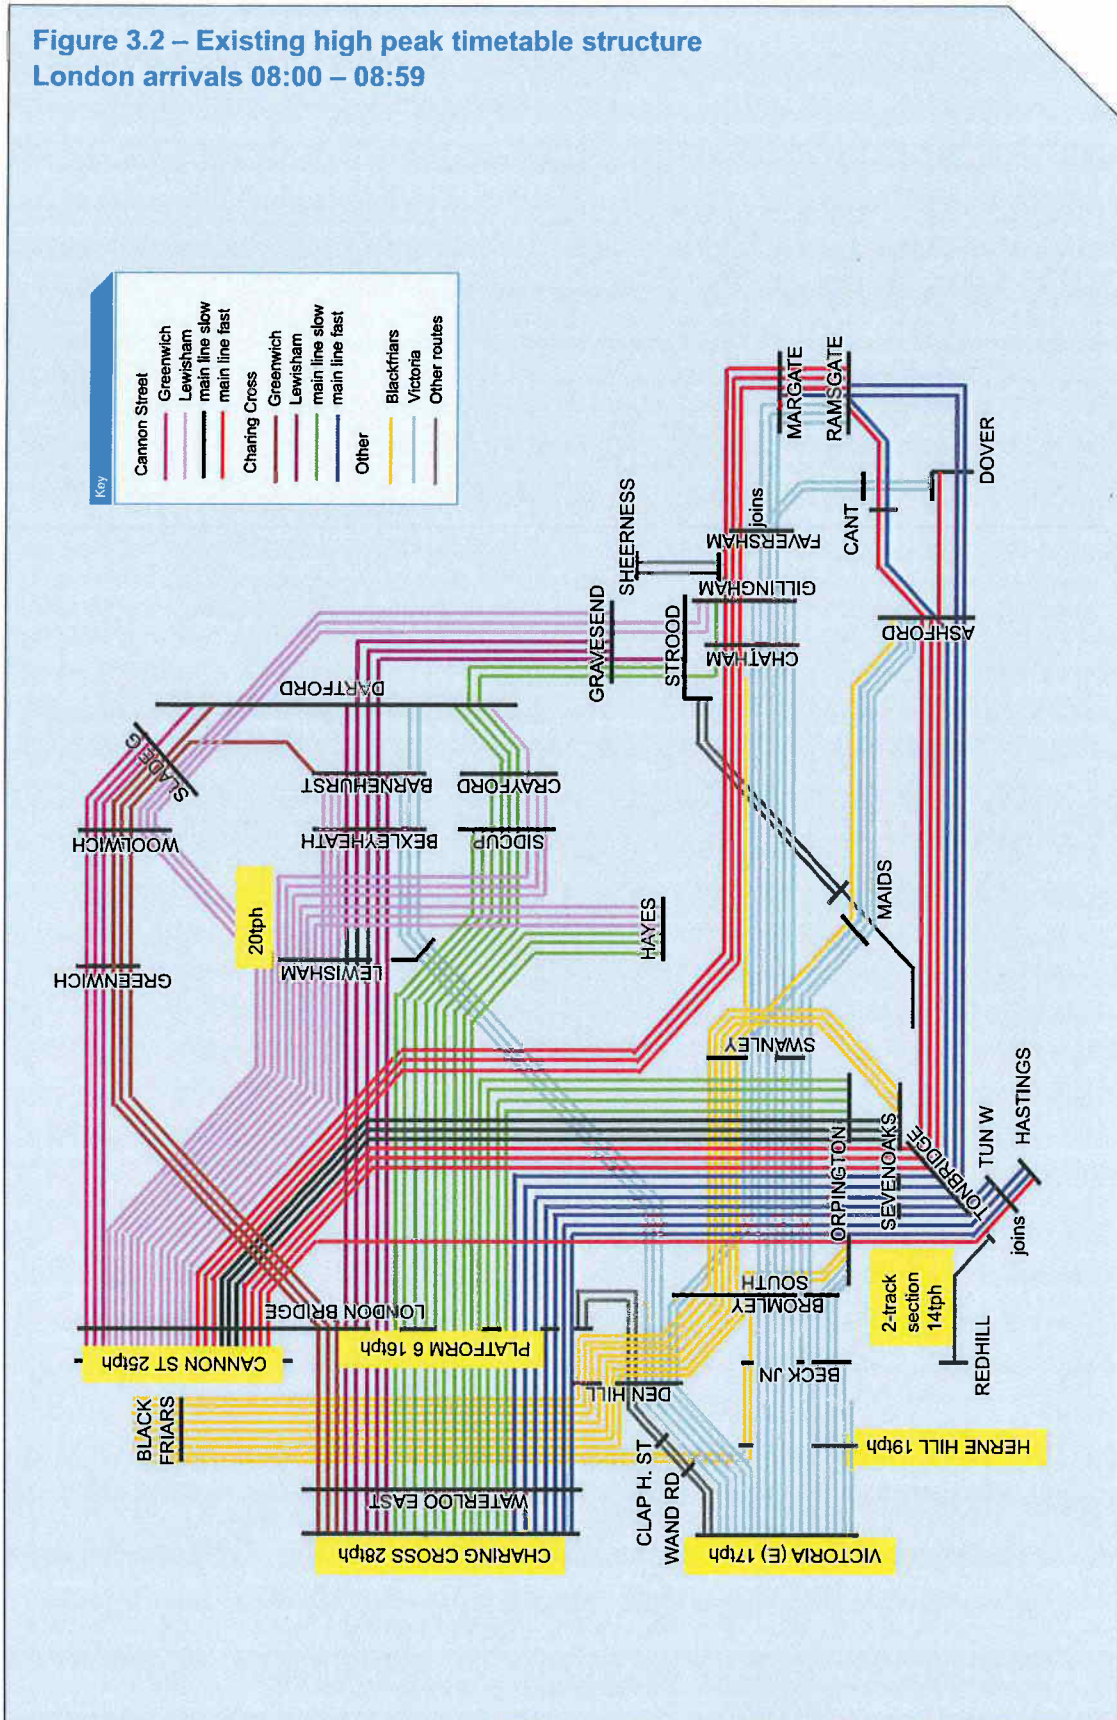 Figure 3.2 – Existing high peak timetable structure
London arrivals 08:00 – 08:59
Key
Cannon Street
Greenwich
Lewisham
main line slow
main line fast
Charing Cross
Greenwich
Lewisham
main line slow
main line fast
Other
Blackfriars
Victoria
Other routes
BLACK
FRIARS
CANNON ST 25tph
LONDON BRIDGE
GREENWICH
WOOLWICH
SLADE G
DARTFORD
20tph
LEWISHAM
BEXLEYHEATH
BARNEHURST
SIDCUP
CRAYFORD
HAYES
GRAVESEND
STROOD
SHEERNESS
CHATHAM
GILLINGHAM
FAVERSHAM
joins
MARGATE
RAMSGATE
CANT
DOVER
ASHFORD
MAIDS
SWANLEY
PLATFORM 6 16tph
CHARING CROSS 28tph
WATERLOO EAST
DEN HILL
CLAP H. ST
WAND RD
VICTORIA (E) 17tph
HERNE HILL 19tph
BECK JN
BROMLEY
SOUTH
ORPINGTON
SEVENOAKS
TONBRIDGE
2-track
section
14tph
REDHILL
joins
TUN W
HASTINGS